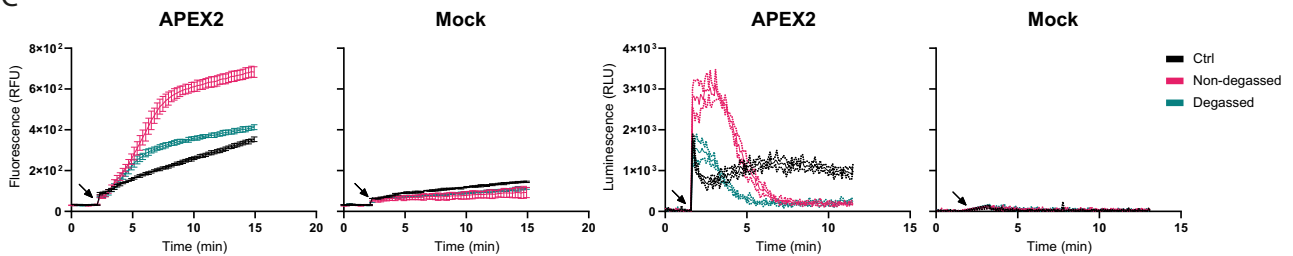 APEX2
Mock
APEX2
Mock
Fluorescence (RFU)
8×10²
6×10²
4×10²
2×10²
0
0 5 10 15 20
Time (min)
0 5 10 15 20
Time (min)
Luminescence (RLU)
4×10³
3×10³
2×10³
1×10³
0
0 5 10 15
Time (min)
0 5 10 15
Time (min)
Ctrl
Non-degassed
Degassed